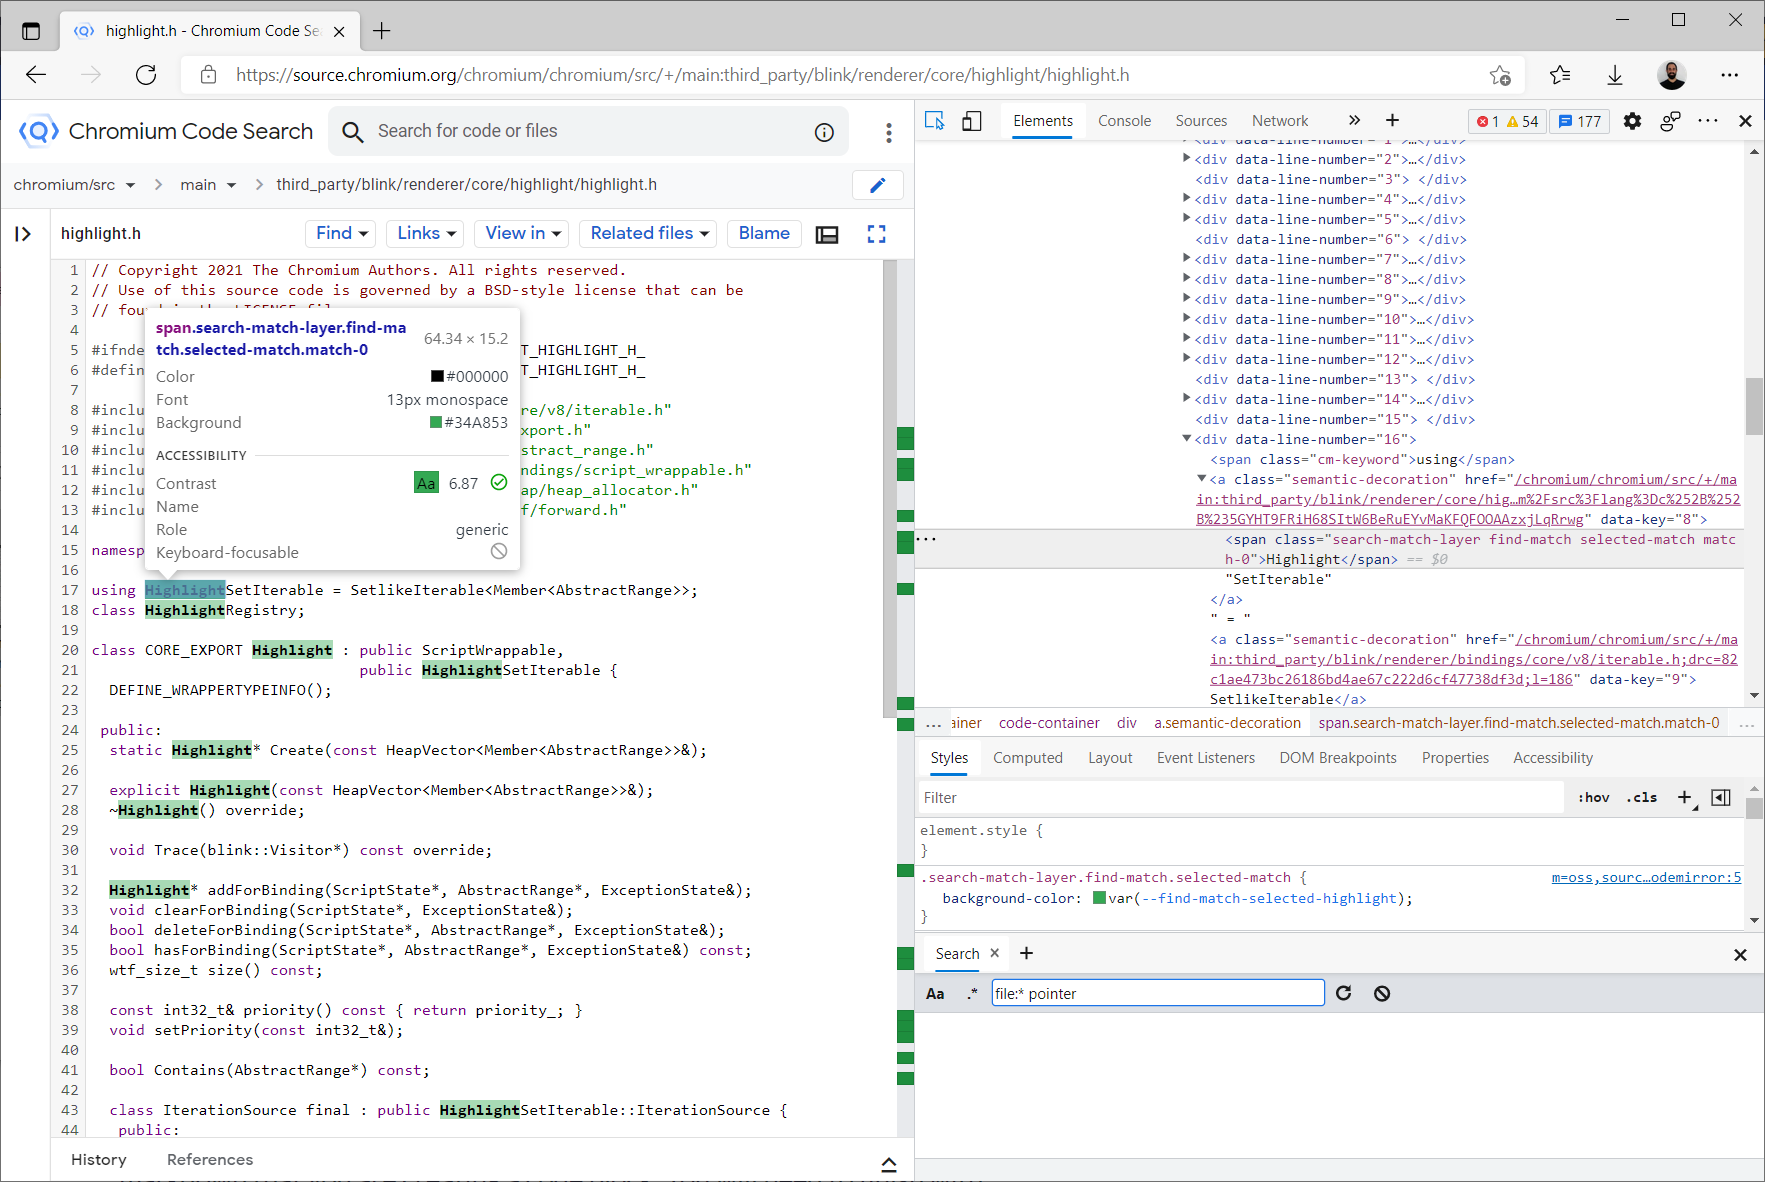 highlight.h - Chromium Code Se
https://source.chromium.org/chromium/chromium/src/+/main:third_party/blink/renderer/core/highlight/highlight.h
Chromium Code Search
Search for code or files
chromium/src
main
third_party/blink/renderer/core/highlight/highlight.h
highlight.h
Find
Links
View in
Related files
Blame
1 // Copyright 2021 The Chromium Authors. All rights reserved.
2 // Use of this source code is governed by a BSD-style license that can be
3 // foun
4
5 #ifnde T_HIGHLIGHT_H_
6 #defin T_HIGHLIGHT_H_
7
8 #inclu re/v8/iterable.h"
9 #inclu xport.h"
10 #inclu stract_range.h"
11 #inclu ndings/script_wrappable.h"
12 #inclu ap/heap_allocator.h"
13 #inclu f/forward.h"
14
15 namesp
16
17 using HighlightSetIterable = SetlikeIterable<Member<AbstractRange>>;
18 class HighlightRegistry;
19
20 class CORE_EXPORT Highlight : public ScriptWrappable,
21 public HighlightSetIterable {
22 DEFINE_WRAPPERTYPEINFO();
23
24 public:
25 static Highlight* Create(const HeapVector<Member<AbstractRange>>&);
26
27 explicit Highlight(const HeapVector<Member<AbstractRange>>&);
28 ~Highlight() override;
29
30 void Trace(blink::Visitor*) const override;
31
32 Highlight* addForBinding(ScriptState*, AbstractRange*, ExceptionState&);
33 void clearForBinding(ScriptState*, ExceptionState&);
34 bool deleteForBinding(ScriptState*, AbstractRange*, ExceptionState&);
35 bool hasForBinding(ScriptState*, AbstractRange*, ExceptionState&) const;
36 wtf_size_t size() const;
37
38 const int32_t& priority() const { return priority_; }
39 void setPriority(const int32_t&);
40
41 bool Contains(AbstractRange*) const;
42
43 class IterationSource final : public HighlightSetIterable::IterationSource {
44 public:
span.search-match-layer.find-ma
tch.selected-match.match-0
64.34 × 15.2
Color #000000
Font 13px monospace
Background #34A853
ACCESSIBILITY
Contrast Aa 6.87
Name
Role generic
Keyboard-focusable
History
References
Elements
Console
Sources
Network
1 54
177
<div data-line-number="1">…</div>
<div data-line-number="2">…</div>
<div data-line-number="3"> </div>
<div data-line-number="4">…</div>
<div data-line-number="5">…</div>
<div data-line-number="6"> </div>
<div data-line-number="7">…</div>
<div data-line-number="8">…</div>
<div data-line-number="9">…</div>
<div data-line-number="10">…</div>
<div data-line-number="11">…</div>
<div data-line-number="12">…</div>
<div data-line-number="13"> </div>
<div data-line-number="14">…</div>
<div data-line-number="15"> </div>
<div data-line-number="16">
<span class="cm-keyword">using</span>
<a class="semantic-decoration" href="/chromium/chromium/src/+/ma
in:third_party/blink/renderer/core/hig…m%2Fsrc%3Flang%3Dc%252B%252
B%235GYHT9FRiH68SItW6BeRuEYvMaKFQFOOAAzxjLqRrwg" data-key="8">
<span class="search-match-layer find-match selected-match matc
h-0">Highlight</span> == $0
"SetIterable"
</a>
" = "
<a class="semantic-decoration" href="/chromium/chromium/src/+/ma
in:third_party/blink/renderer/bindings/core/v8/iterable.h;drc=82
c1ae473bc26186bd4ae67c222d6cf47738df3d;l=186" data-key="9">
SetlikeIterable</a>
... ainer code-container div a.semantic-decoration span.search-match-layer.find-match.selected-match.match-0 ...
Styles
Computed
Layout
Event Listeners
DOM Breakpoints
Properties
Accessibility
Filter
:hov .cls
element.style {
}
.search-match-layer.find-match.selected-match {
m=oss,sourc…odemirror:5
background-color: var(--find-match-selected-highlight);
}
Search
Aa .* file:* pointer